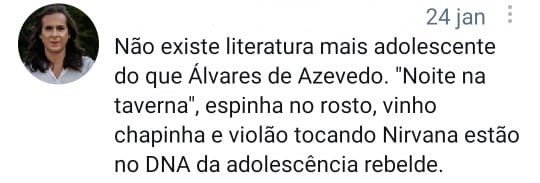 24 jan
Não existe literatura mais adolescente
do que Álvares de Azevedo. "Noite na
taverna", espinha no rosto, vinho
chapinha e violão tocando Nirvana estão
no DNA da adolescência rebelde.